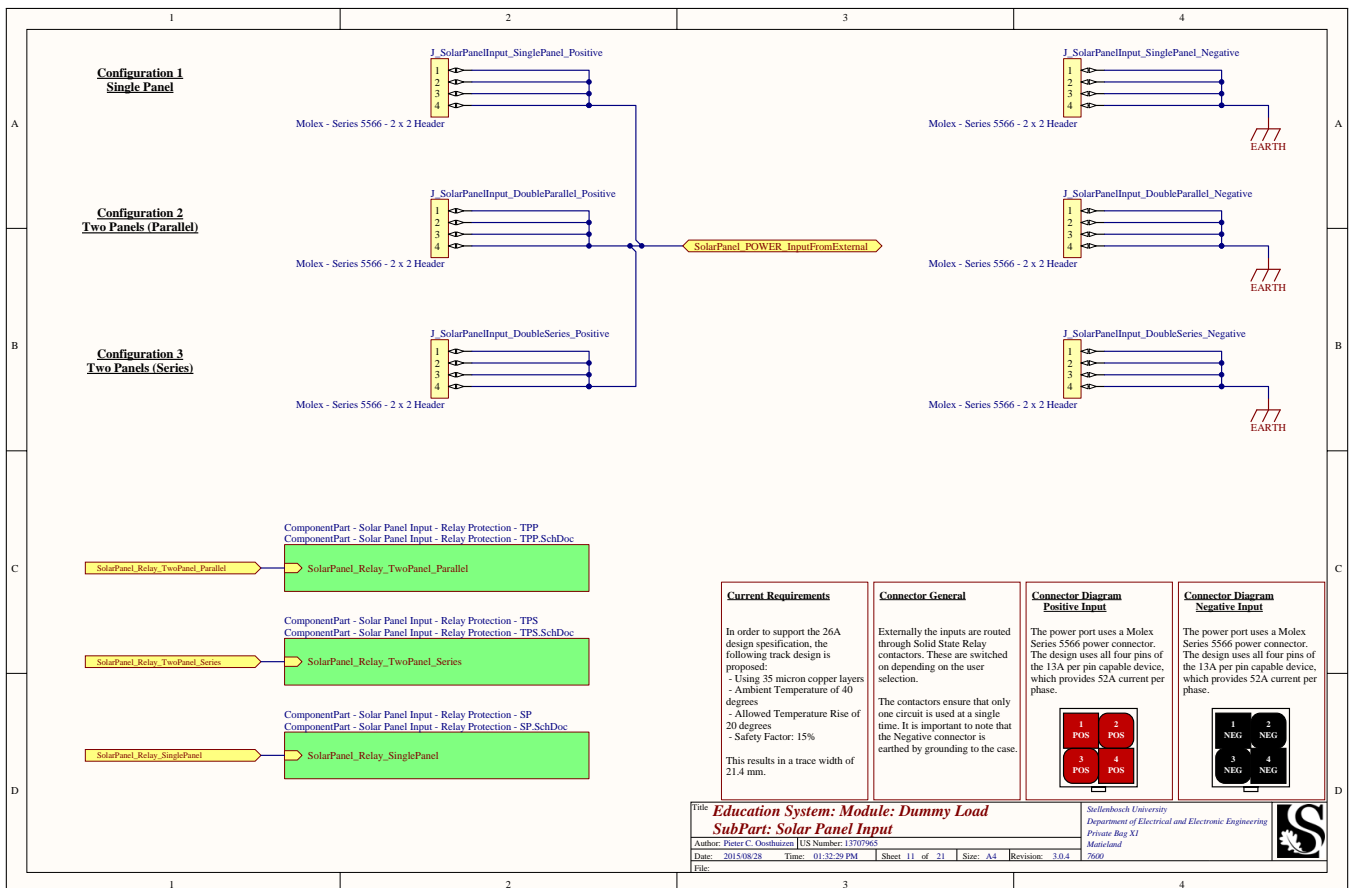 1 2 3 4
Configuration 1
Single Panel
J_SolarPanelInput_SinglePanel_Positive
1
2
3
4
Molex - Series 5566 - 2 x 2 Header
J_SolarPanelInput_SinglePanel_Negative
1
2
3
4
Molex - Series 5566 - 2 x 2 Header
EARTH
A A
Configuration 2
Two Panels (Parallel)
J_SolarPanelInput_DoubleParallel_Positive
1
2
3
4
Molex - Series 5566 - 2 x 2 Header
SolarPanel_POWER_InputFromExternal
J_SolarPanelInput_DoubleParallel_Negative
1
2
3
4
Molex - Series 5566 - 2 x 2 Header
EARTH
B B
Configuration 3
Two Panels (Series)
J_SolarPanelInput_DoubleSeries_Positive
1
2
3
4
Molex - Series 5566 - 2 x 2 Header
J_SolarPanelInput_DoubleSeries_Negative
1
2
3
4
Molex - Series 5566 - 2 x 2 Header
EARTH
ComponentPart - Solar Panel Input - Relay Protection - TPP
ComponentPart - Solar Panel Input - Relay Protection - TPP.SchDoc
SolarPanel_Relay_TwoPanel_Parallel
SolarPanel_Relay_TwoPanel_Parallel
C C
ComponentPart - Solar Panel Input - Relay Protection - TPS
ComponentPart - Solar Panel Input - Relay Protection - TPS.SchDoc
SolarPanel_Relay_TwoPanel_Series
SolarPanel_Relay_TwoPanel_Series
ComponentPart - Solar Panel Input - Relay Protection - SP
ComponentPart - Solar Panel Input - Relay Protection - SP.SchDoc
SolarPanel_Relay_SinglePanel
SolarPanel_Relay_SinglePanel
Current Requirements
In order to support the 26A
design spesification, the
following track design is
proposed:
- Using 35 micron copper layers
- Ambient Temperature of 40
degrees
- Allowed Temperature Rise of
20 degrees
- Safety Factor: 15%
This results in a trace width of
21.4 mm.
Connector General
Externally the inputs are routed
through Solid State Relay
contactors. These are switched
on depending on the user
selection.
The contactors ensure that only
one circuit is used at a single
time. It is important to note that
the Negative connector is
earthed by grounding to the case.
Connector Diagram
Positive Input
The power port uses a Molex
Series 5566 power connector.
The design uses all four pins of
the 13A per pin capable device,
which provides 52A current per
phase.
1 2
POS POS
3 4
POS POS
Connector Diagram
Negative Input
The power port uses a Molex
Series 5566 power connector.
The design uses all four pins of
the 13A per pin capable device,
which provides 52A current per
phase.
1 2
NEG NEG
3 4
NEG NEG
D D
Title Education System: Module: Dummy Load
SubPart: Solar Panel Input
Author: Pieter C. Oosthuizen US Number: 13707965
Date: 2015/08/28 Time: 01:32:29 PM Sheet 11 of 21 Size: A4 Revision: 3.0.4
File:
Stellenbosch University
Department of Electrical and Electronic Engineering
Private Bag X1
Matieland
7600
S
1 2 3 4